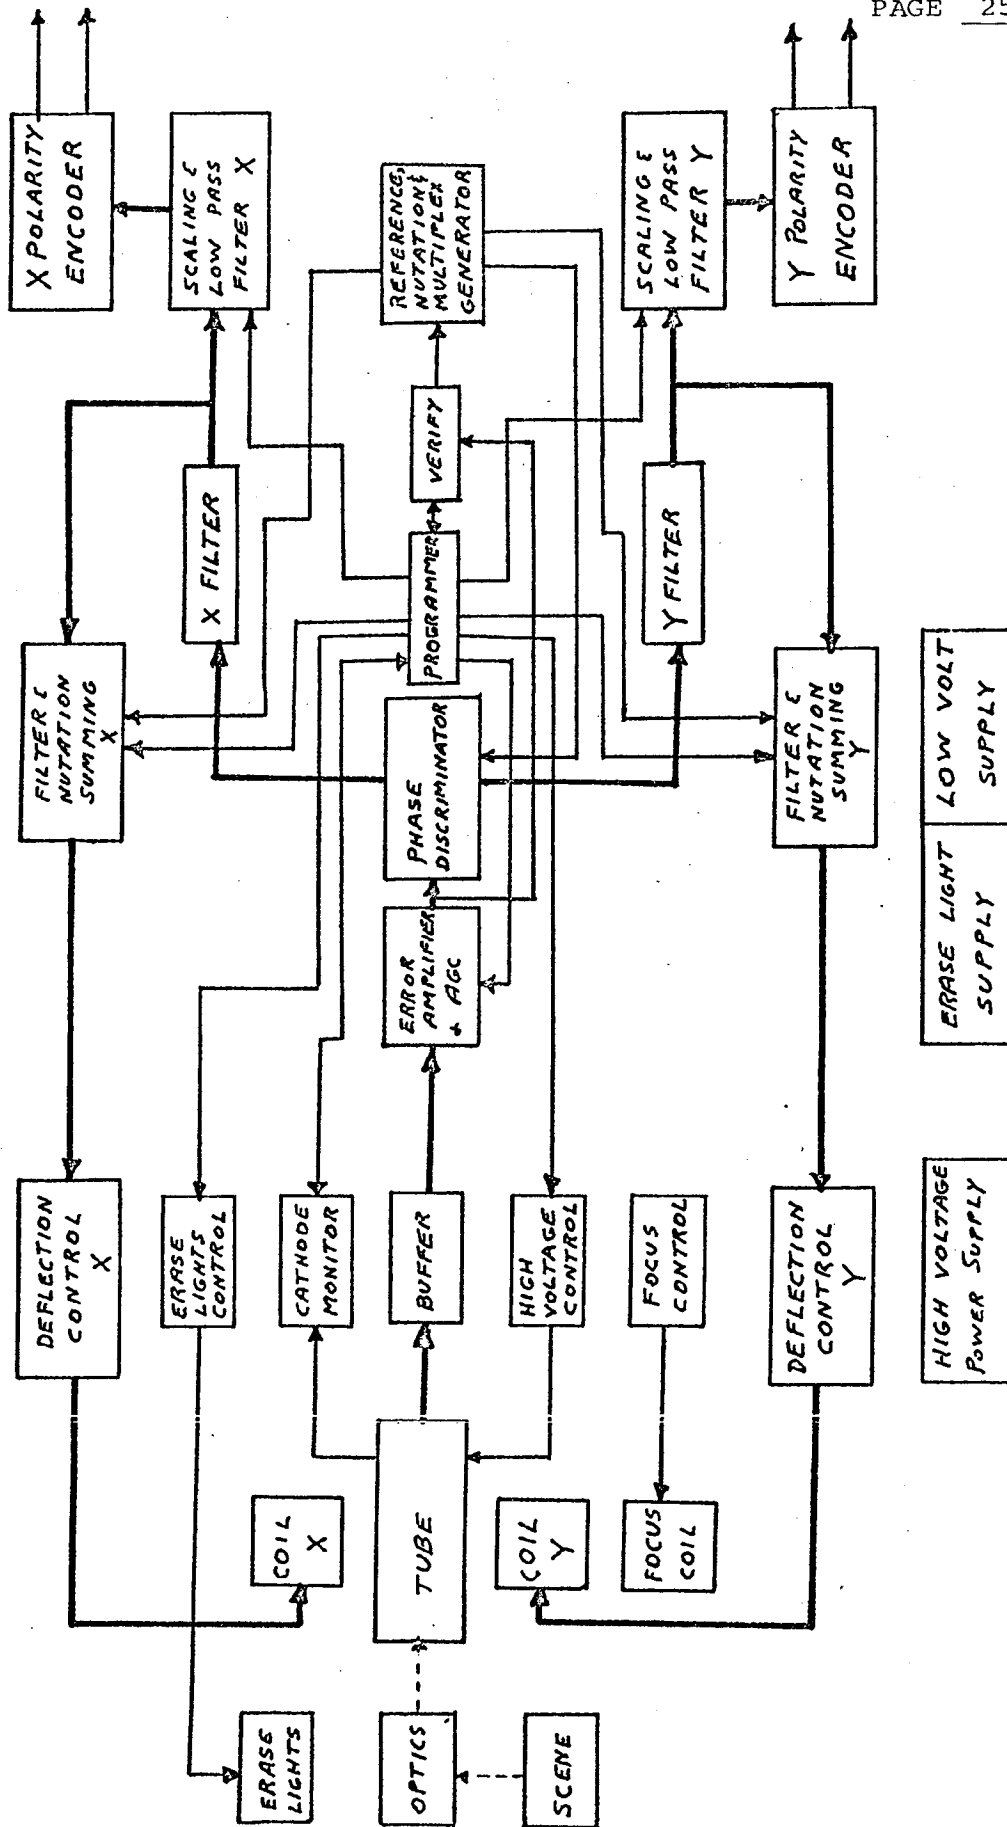 PAGE 25
X POLARITY
ENCODER
SCALING &
LOW PASS
FILTER X
REFERENCE,
NUTATION &
MULTIPLEX
GENERATOR
SCALING &
LOW PASS
FILTER Y
Y POLARITY
ENCODER
X FILTER
VERIFY
PROGRAMMER
Y FILTER
FILTER &
NUTATION
SUMMING
X
PHASE
DISCRIMINATOR
FILTER &
NUTATION
SUMMING
Y
ERROR
AMPLIFIER
+ AGC
DEFLECTION
CONTROL
X
ERASE
LIGHTS
CONTROL
CATHODE
MONITOR
BUFFER
HIGH
VOLTAGE
CONTROL
FOCUS
CONTROL
DEFLECTION
CONTROL
Y
COIL
X
TUBE
COIL
Y
FOCUS
COIL
ERASE
LIGHTS
OPTICS
SCENE
HIGH VOLTAGE
POWER SUPPLY
ERASE LIGHT
SUPPLY
LOW VOLT
SUPPLY